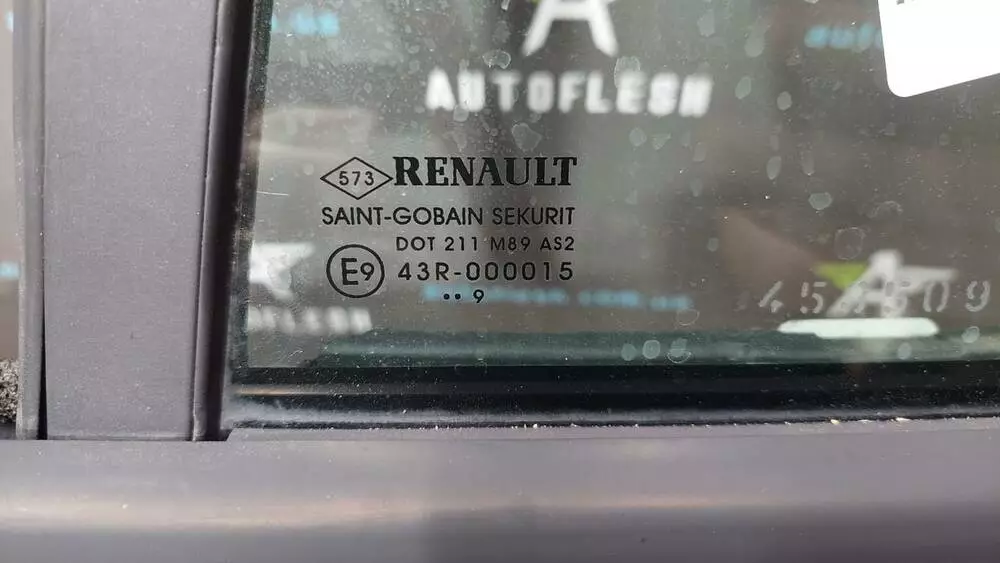 AUTOFLESH
573 RENAULT
SAINT-GOBAIN SEKURIT
DOT 211 M89 AS2
E9 43R-000015
•• 9